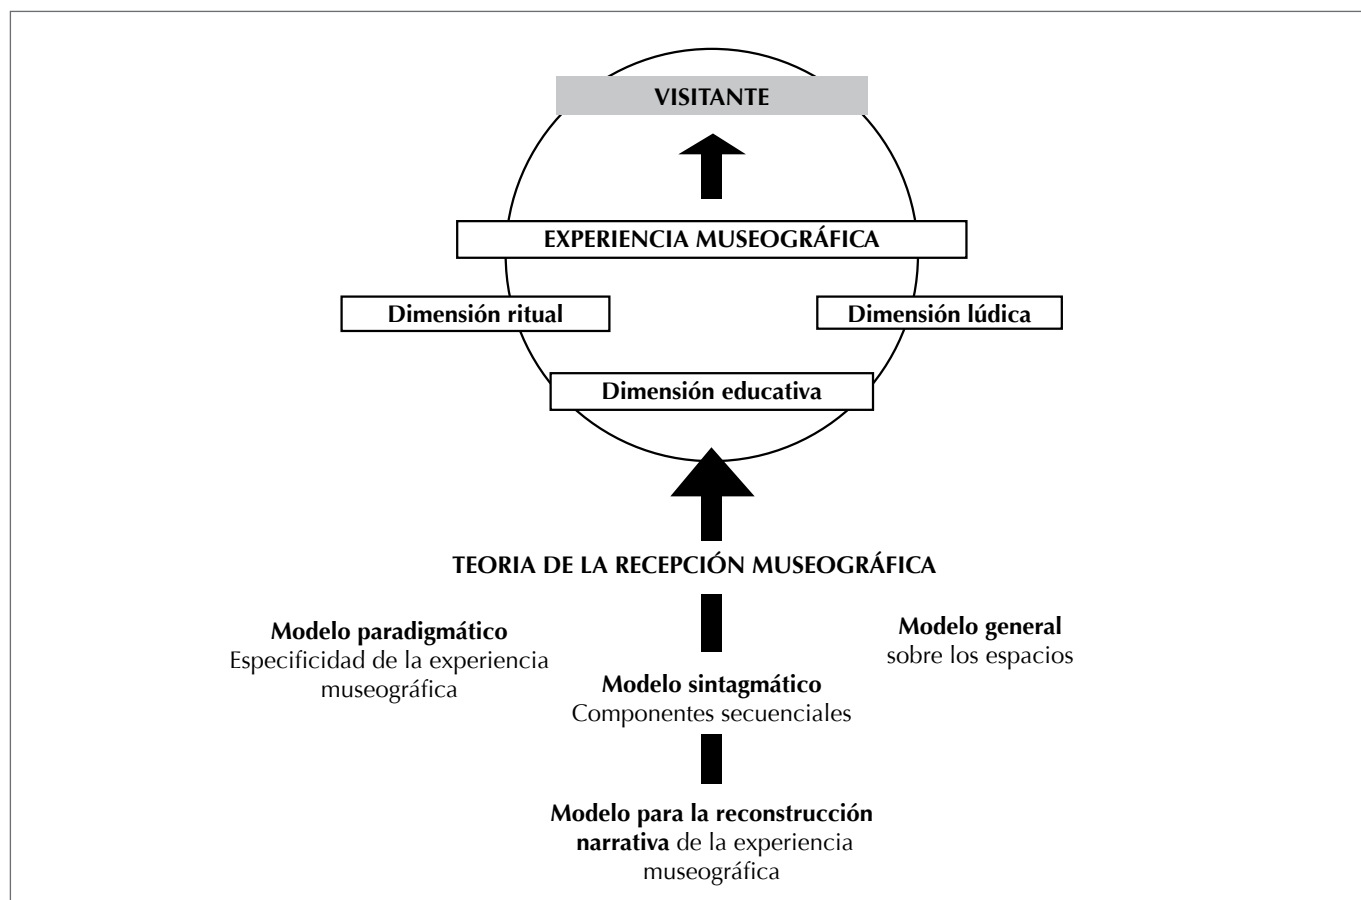 VISITANTE
EXPERIENCIA MUSEOGRÁFICA
Dimensión ritual
Dimensión lúdica
Dimensión educativa
TEORIA DE LA RECEPCIÓN MUSEOGRÁFICA
Modelo paradigmático
Especificidad de la experiencia
museográfica
Modelo general
sobre los espacios
Modelo sintagmático
Componentes secuenciales
Modelo para la reconstrucción
narrativa de la experiencia
museográfica